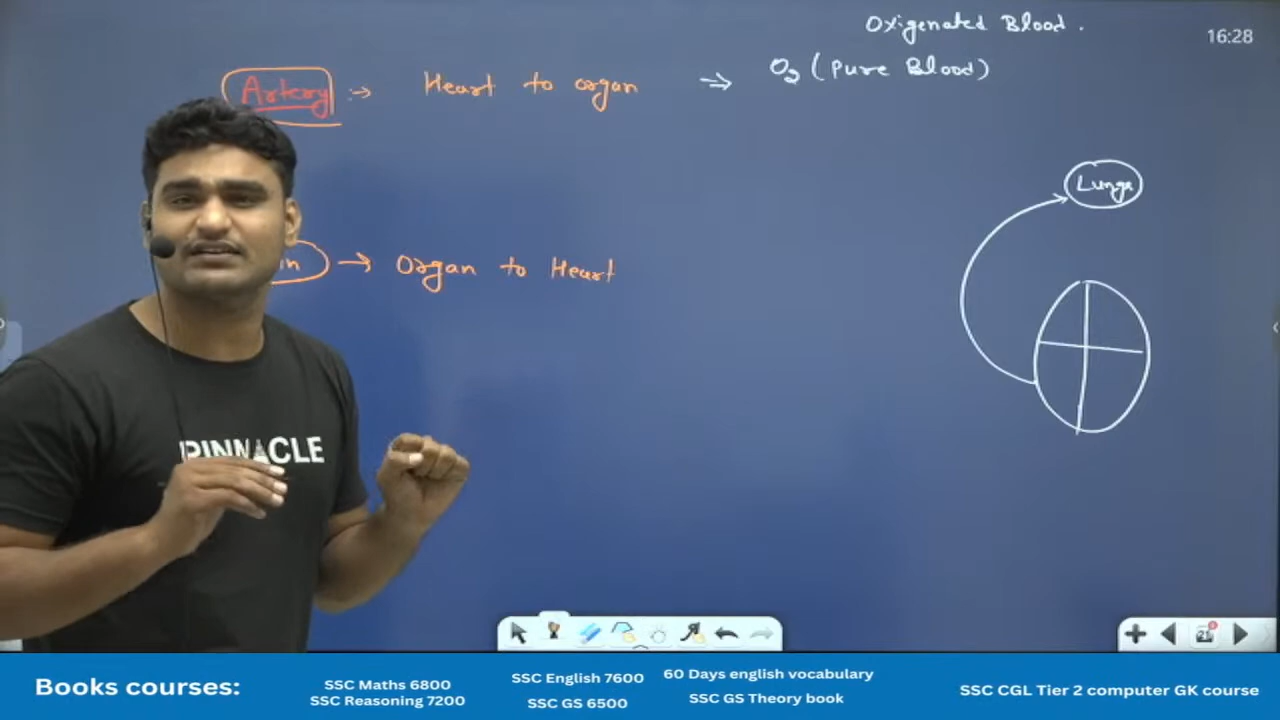 Oxigenated Blood.
16:28
Artery :→ Heart to organ ⇒ O2 (Pure Blood)
Lungs
→ Organ to Heart
PINNACLE
Books courses:
SSC Maths 6800
SSC Reasoning 7200
SSC English 7600
SSC GS 6500
60 Days english vocabulary
SSC GS Theory book
SSC CGL Tier 2 computer GK course